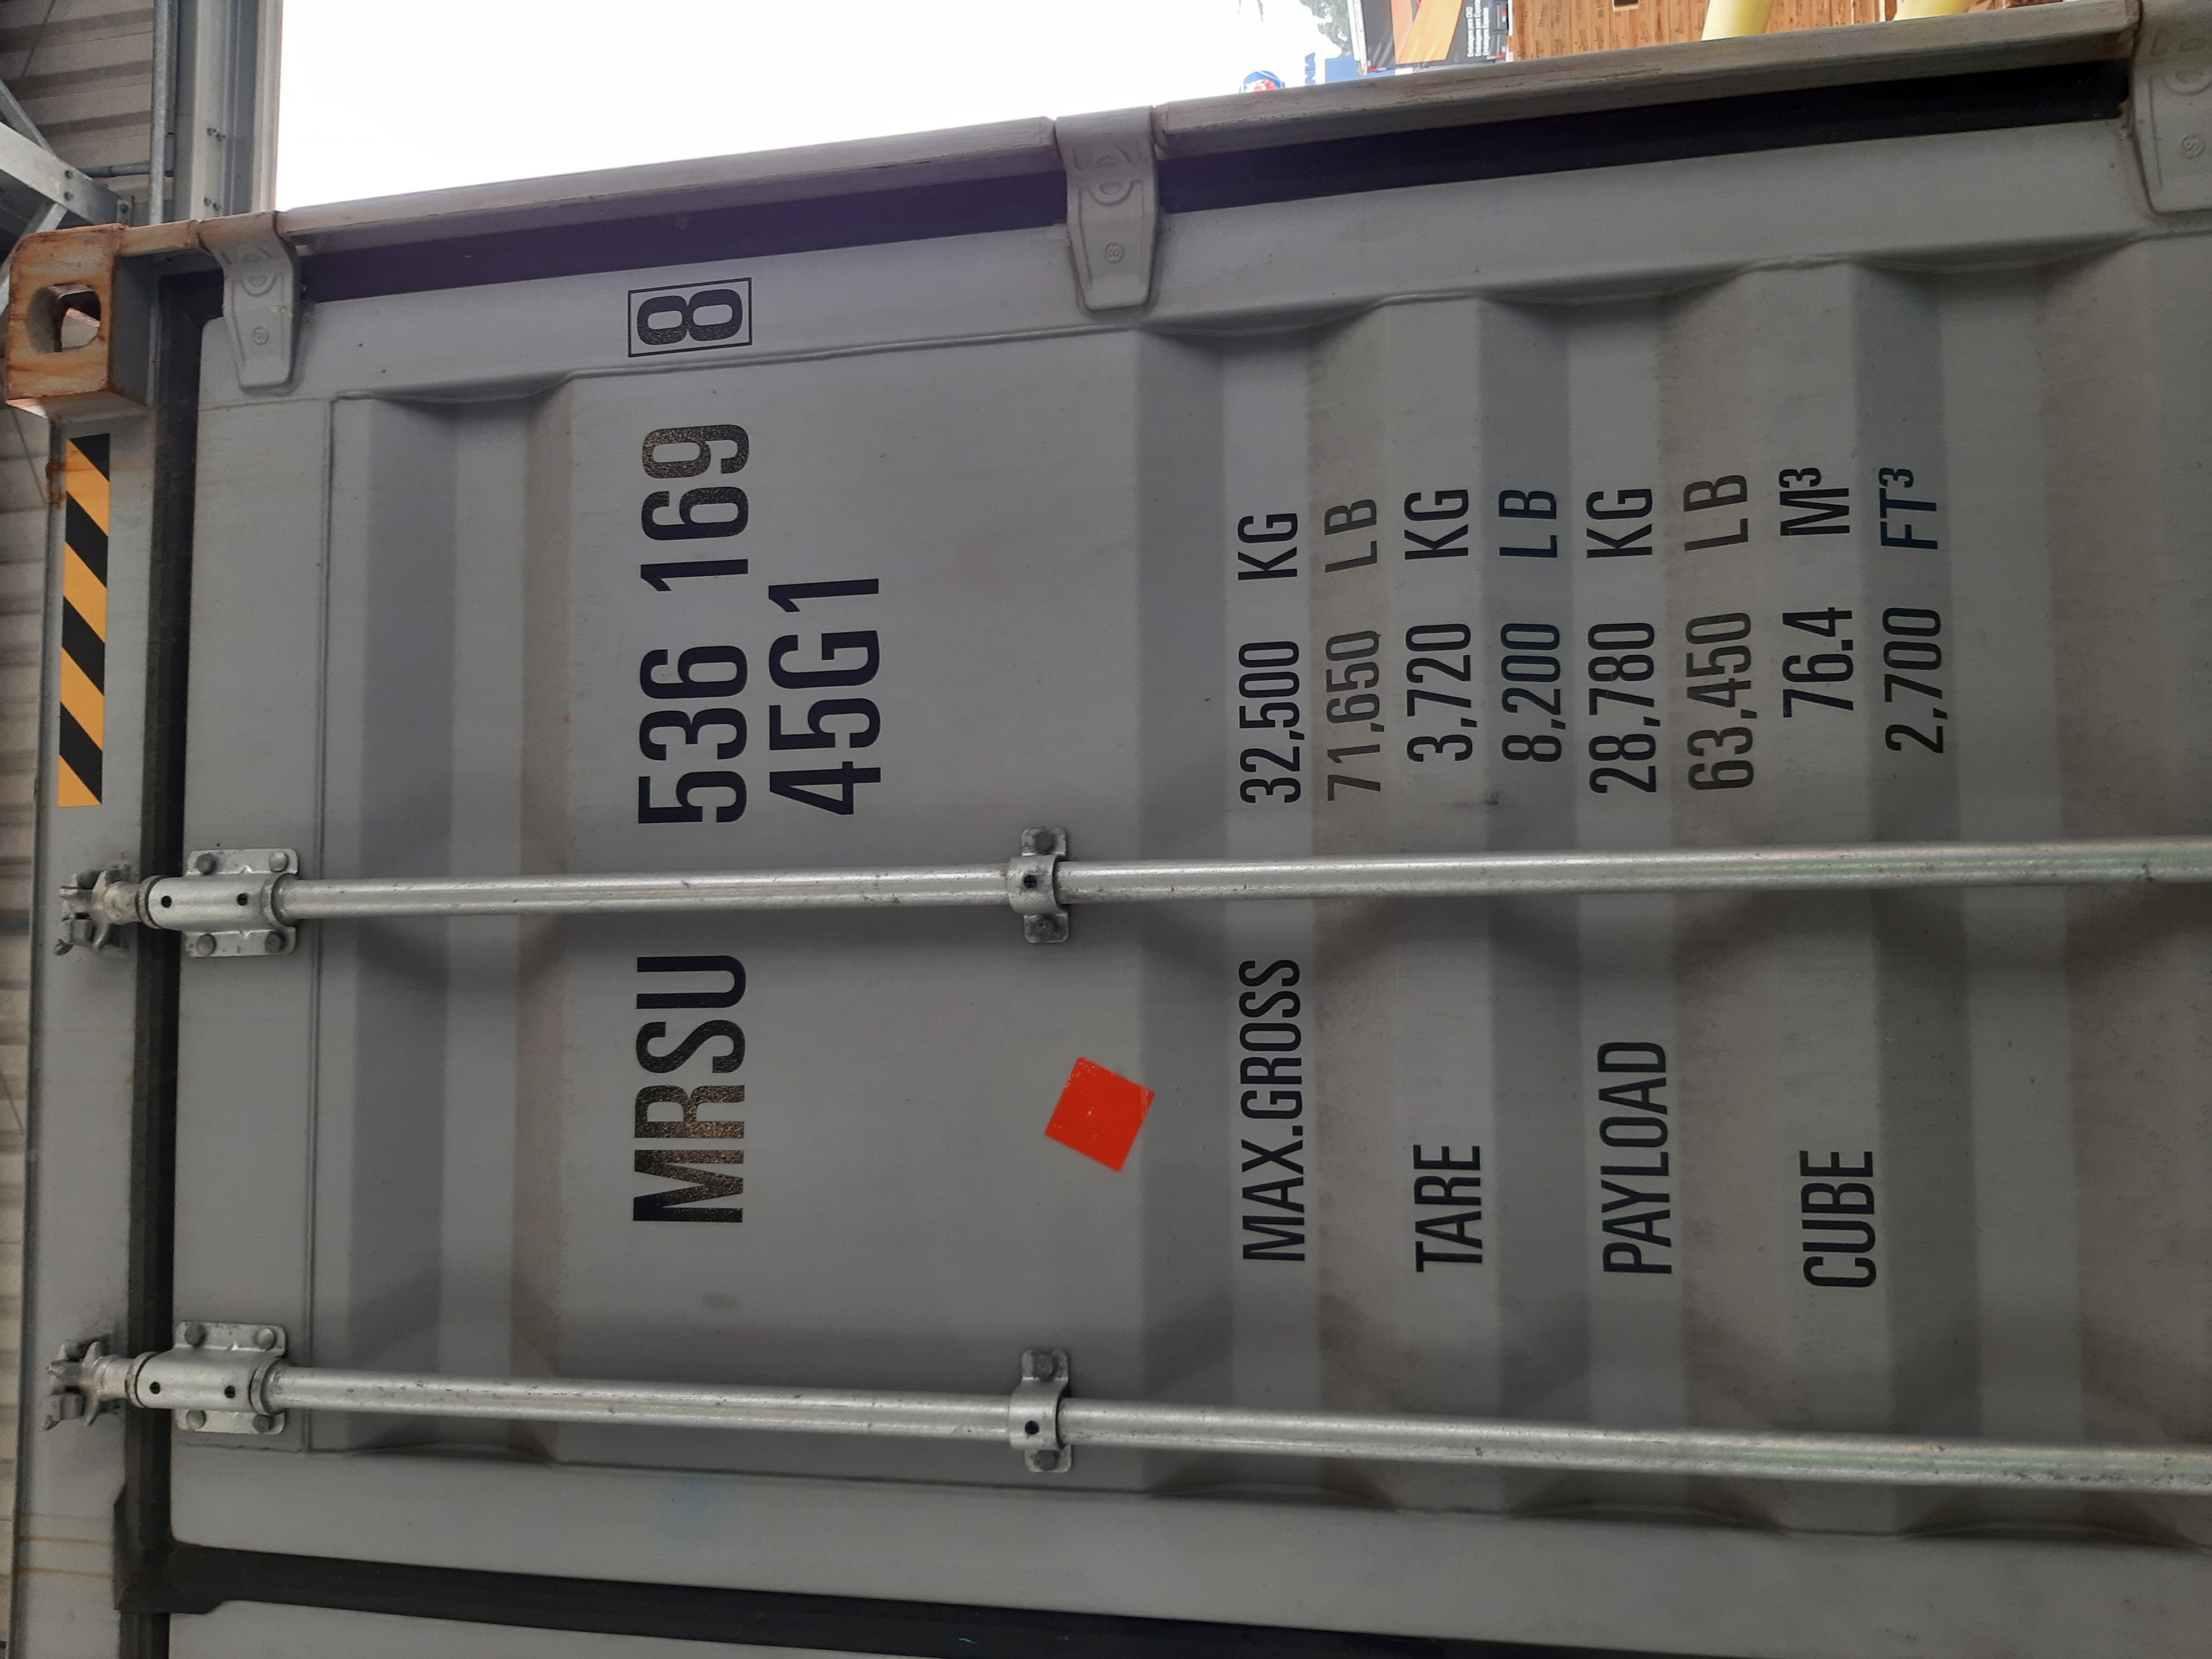 MRSU 536 169 8
45G1
MAX.GROSS 32,500 KG
71,650 LB
TARE 3,720 KG
8,200 LB
PAYLOAD 28,780 KG
63,450 LB
CUBE 76.4 M³
2,700 FT³